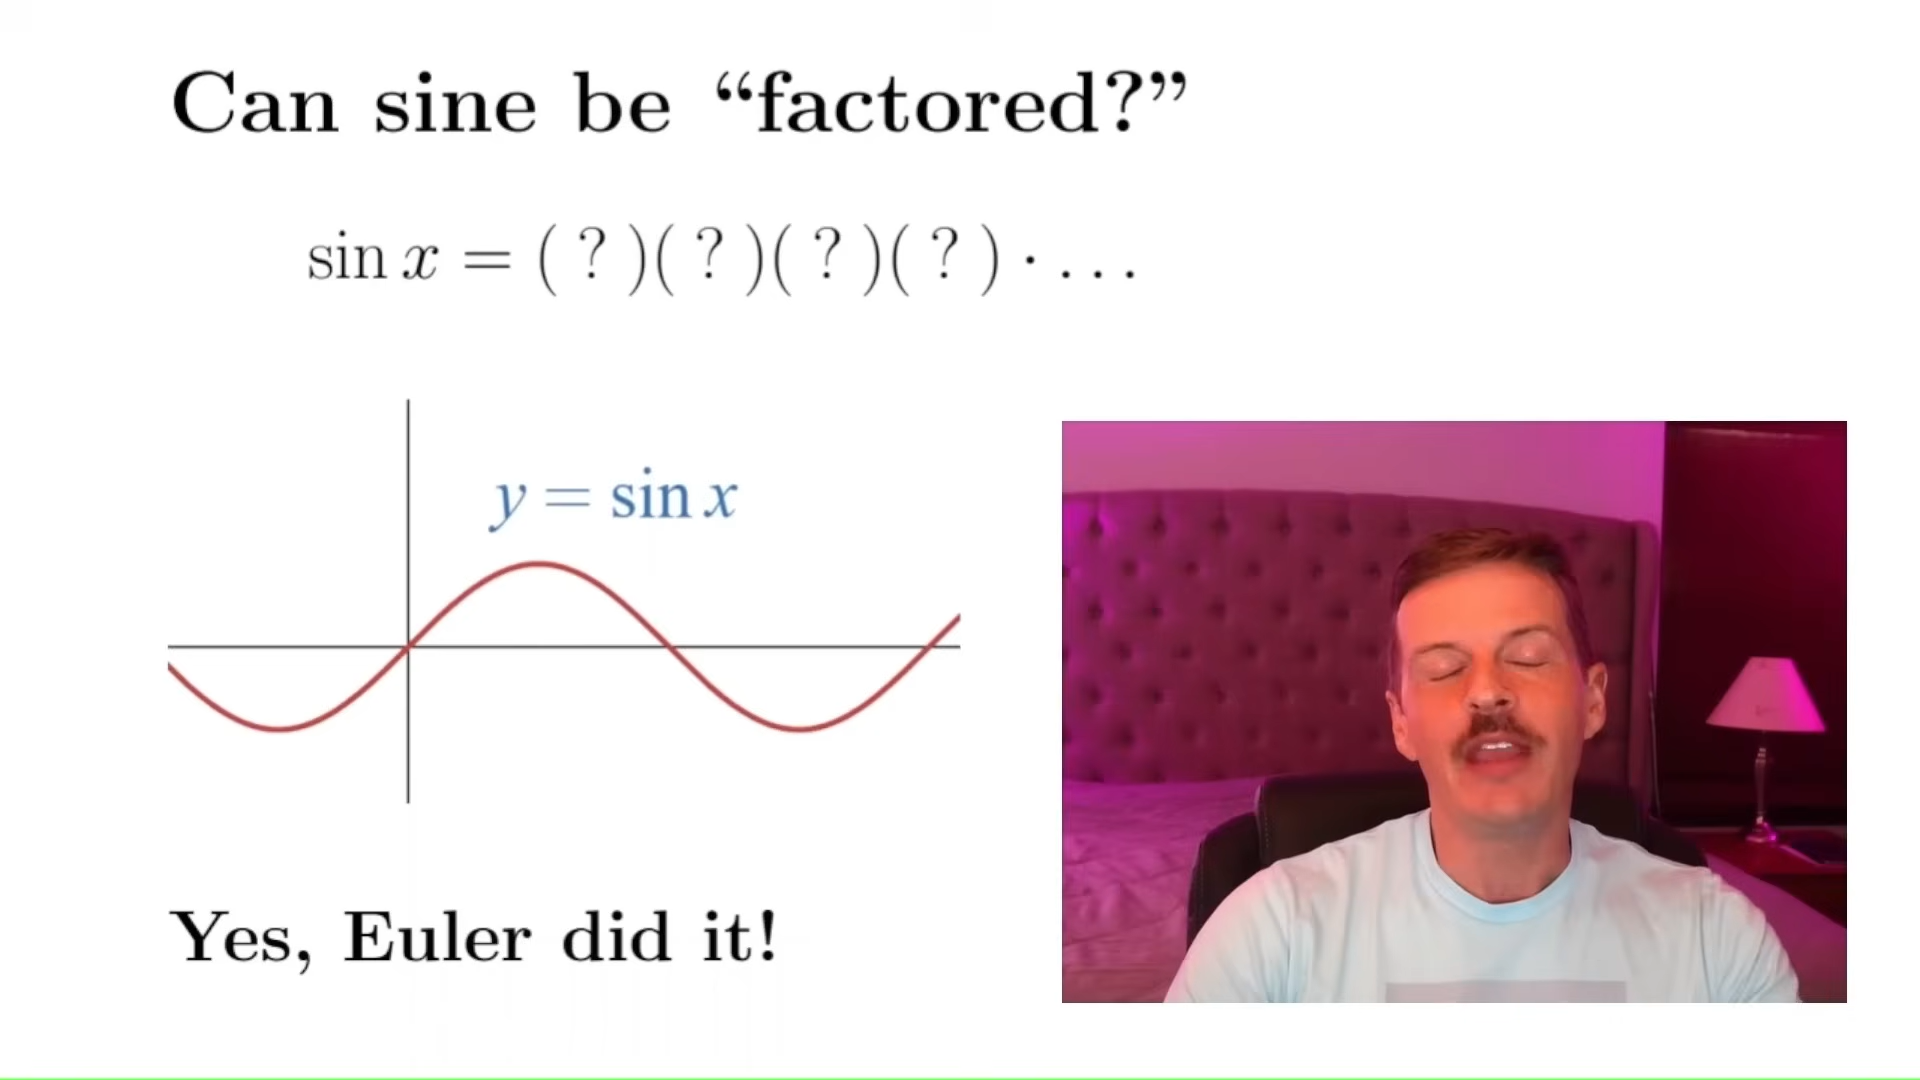 Can sine be “factored?”
sin x = ( ? )( ? )( ? )( ? ) · . . .
y = sin x
Yes, Euler did it!